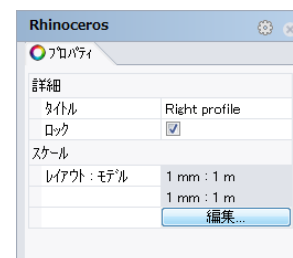 Rhinoceros
プロパティ
詳細
タイトル Right profile
ロック
スケール
レイアウト：モデル 1 mm : 1 m
1 mm : 1 m
編集...